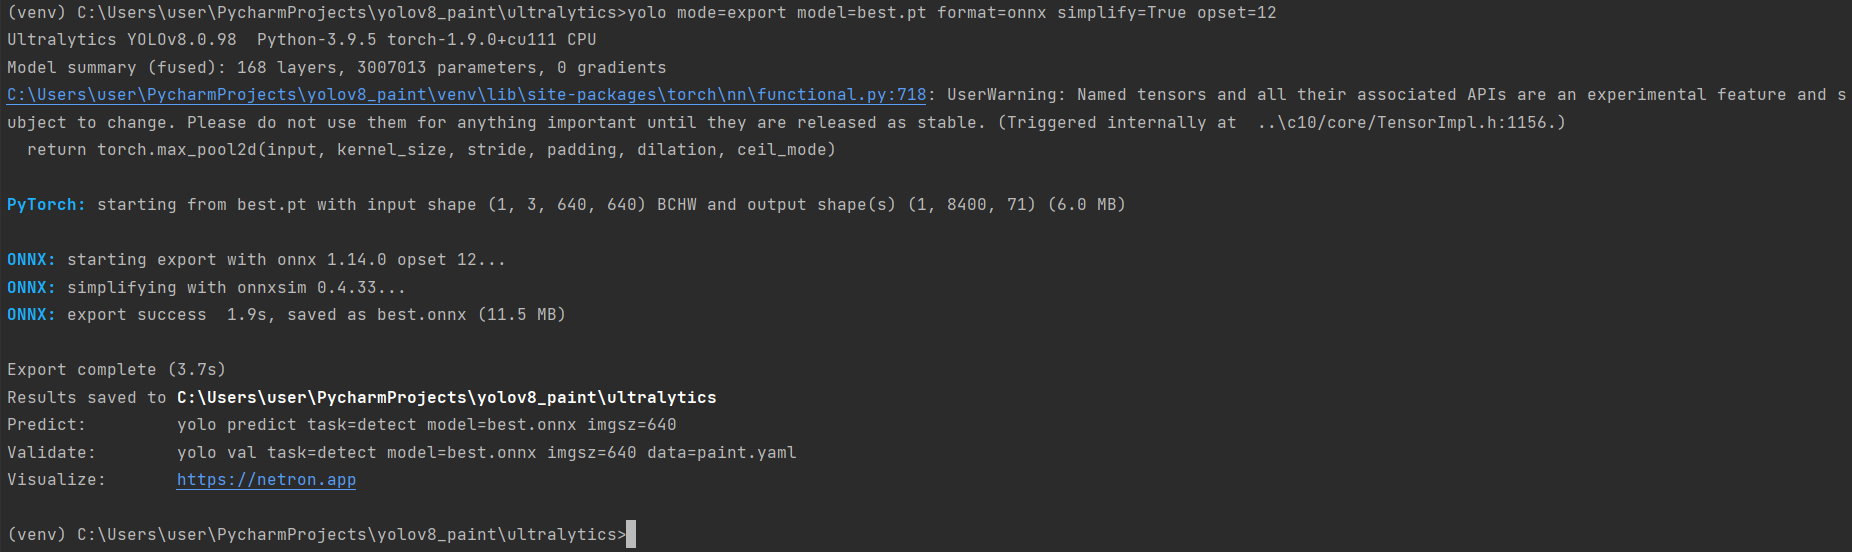 (venv) C:\Users\user\PycharmProjects\yolov8_paint\ultralytics>yolo mode=export model=best.pt format=onnx simplify=True opset=12
Ultralytics YOLOv8.0.98  Python-3.9.5 torch-1.9.0+cu111 CPU
Model summary (fused): 168 layers, 3007013 parameters, 0 gradients
C:\Users\user\PycharmProjects\yolov8_paint\venv\lib\site-packages\torch\nn\functional.py:718: UserWarning: Named tensors and all their associated APIs are an experimental feature and s
ubject to change. Please do not use them for anything important until they are released as stable. (Triggered internally at  ..\c10/core/TensorImpl.h:1156.)
  return torch.max_pool2d(input, kernel_size, stride, padding, dilation, ceil_mode)
PyTorch: starting from best.pt with input shape (1, 3, 640, 640) BCHW and output shape(s) (1, 8400, 71) (6.0 MB)
ONNX: starting export with onnx 1.14.0 opset 12...
ONNX: simplifying with onnxsim 0.4.33...
ONNX: export success  1.9s, saved as best.onnx (11.5 MB)
Export complete (3.7s)
Results saved to C:\Users\user\PycharmProjects\yolov8_paint\ultralytics
Predict:         yolo predict task=detect model=best.onnx imgsz=640
Validate:        yolo val task=detect model=best.onnx imgsz=640 data=paint.yaml
Visualize:       https://netron.app
(venv) C:\Users\user\PycharmProjects\yolov8_paint\ultralytics>